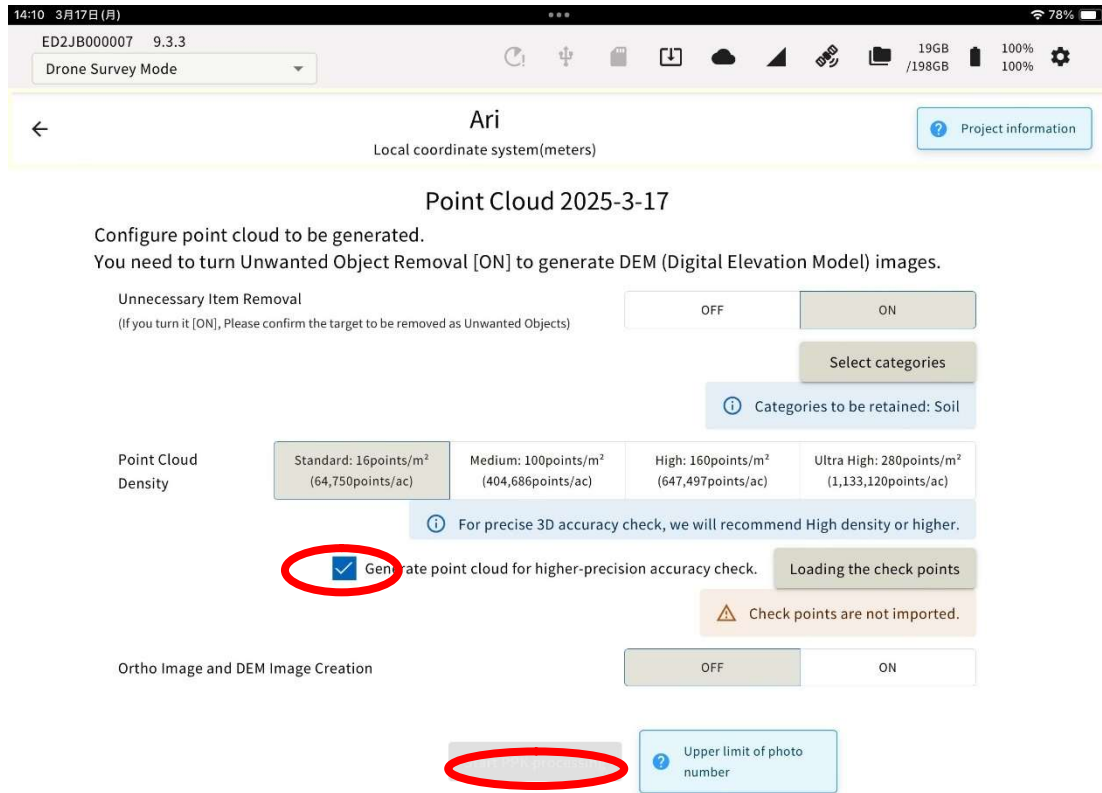 14:10 3月17日(月)
78%
ED2JB000007 9.3.3
Drone Survey Mode
19GB
/198GB
100%
100%
Ari
Local coordinate system(meters)
Project information
Point Cloud 2025-3-17
Configure point cloud to be generated.
You need to turn Unwanted Object Removal [ON] to generate DEM (Digital Elevation Model) images.
Unnecessary Item Removal
(If you turn it [ON], Please confirm the target to be removed as Unwanted Objects)
OFF
ON
Select categories
Categories to be retained: Soil
Point Cloud
Density
Standard: 16points/m²
(64,750points/ac)
Medium: 100points/m²
(404,686points/ac)
High: 160points/m²
(647,497points/ac)
Ultra High: 280points/m²
(1,133,120points/ac)
For precise 3D accuracy check, we will recommend High density or higher.
Generate point cloud for higher-precision accuracy check.
Loading the check points
Check points are not imported.
Ortho Image and DEM Image Creation
OFF
ON
Upper limit of photo
number